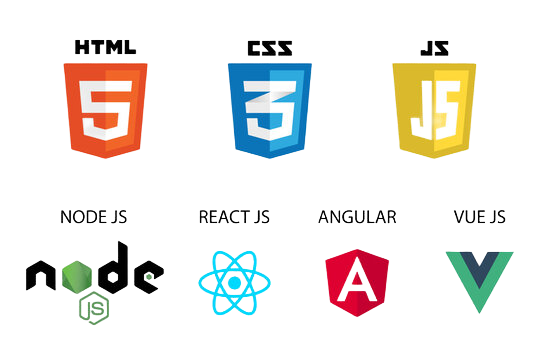 HTML
CSS
JS
5
3
JS
NODE JS
REACT JS
ANGULAR
VUE JS
node
JS
A